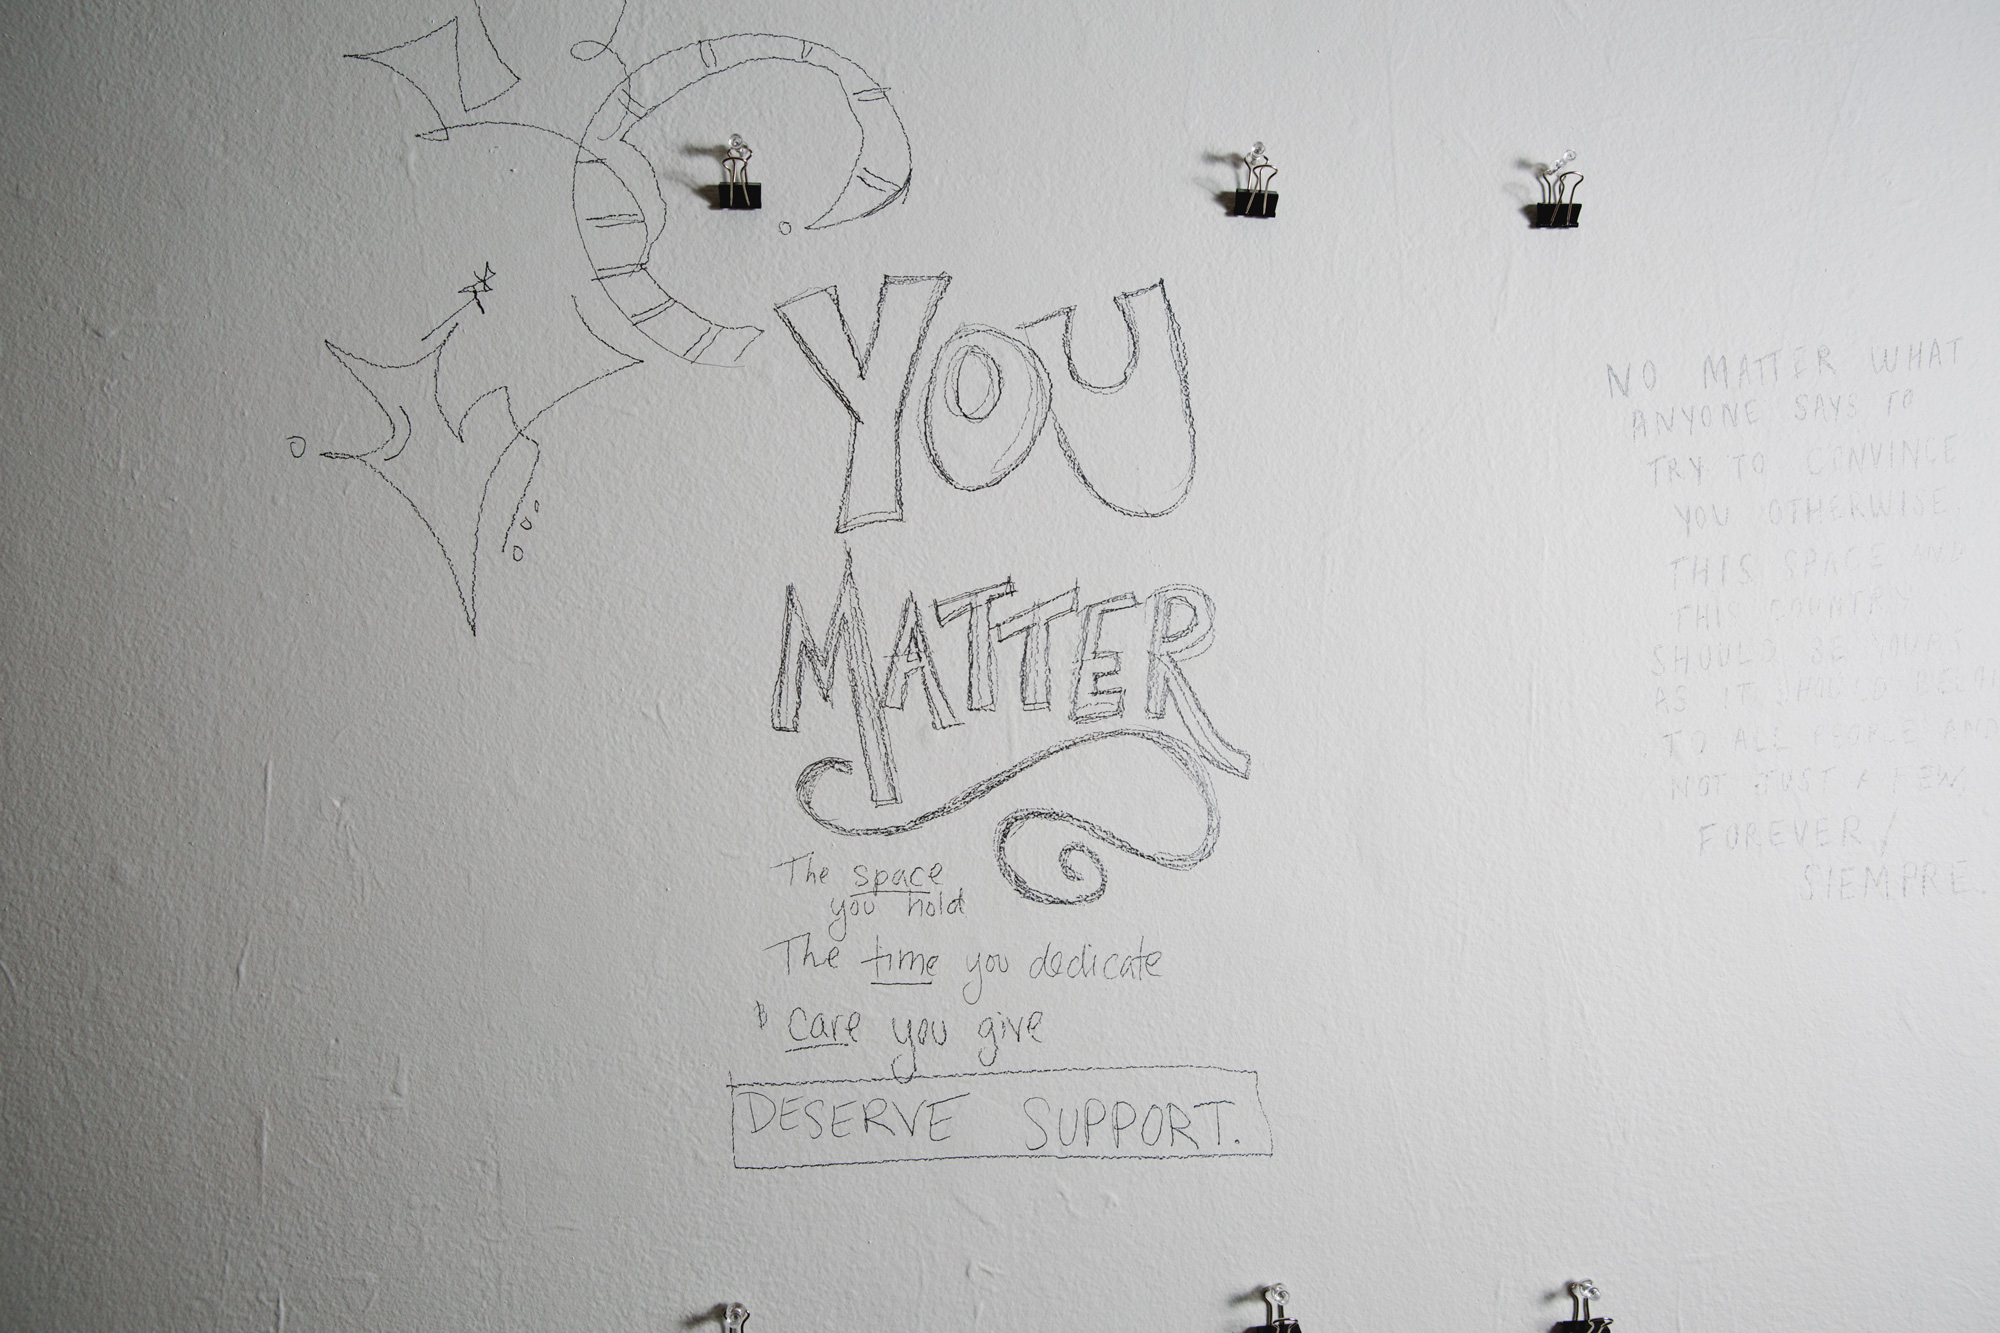 YOU
MATTER
The space
you hold
The time you dedicate
& care you give
DESERVE SUPPORT.
NO MATTER WHAT
ANYONE SAYS TO
TRY TO CONVINCE
YOU OTHERWISE
THIS SPACE AND
THI COUNTRY
SHOULD BE YOURS
AS IT SHOULD
TO ALL PEOPLE AND
NOT JUST A FEW,
FOREVER/
SIEMPRE.